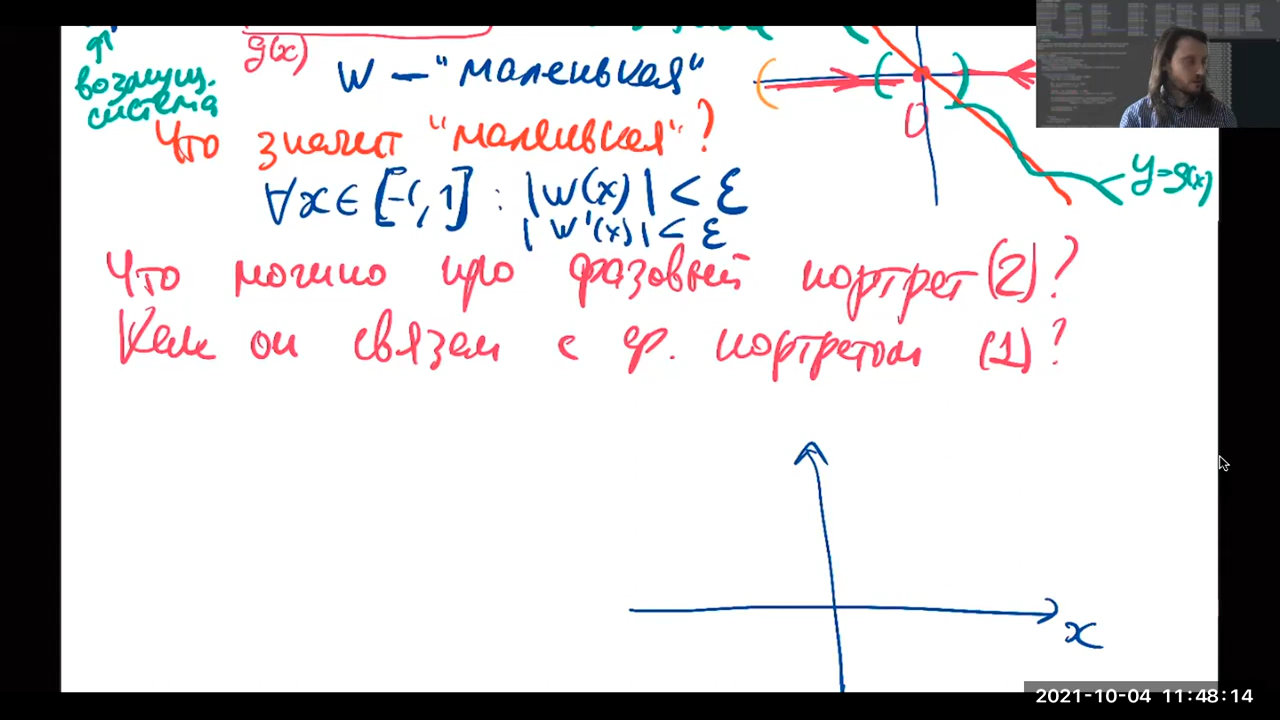 g(x)
W – "маленькая"
возмущ.
система
Что значит "маленькая"?
0
y=g(x)
∀x∈[-1,1] : |W(x)| < ε
|W'(x)| < ε
Что можно про фазовый портрет (2)?
Как он связан с ф. портретом (1)?
x
2021-10-04 11:48:14